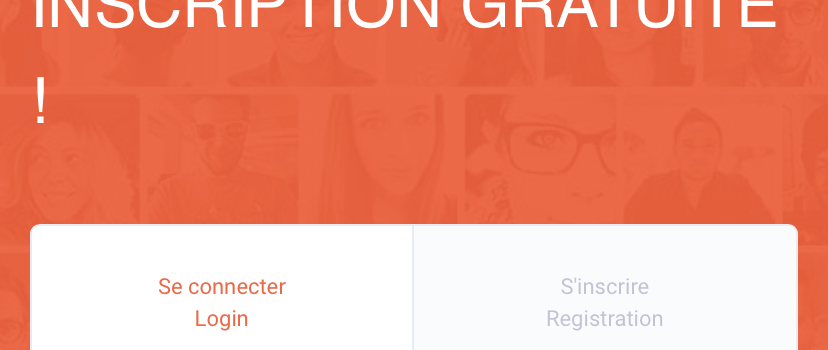 INSCRIPTION GRATUITE
!
Se connecter
Login
S'inscrire
Registration